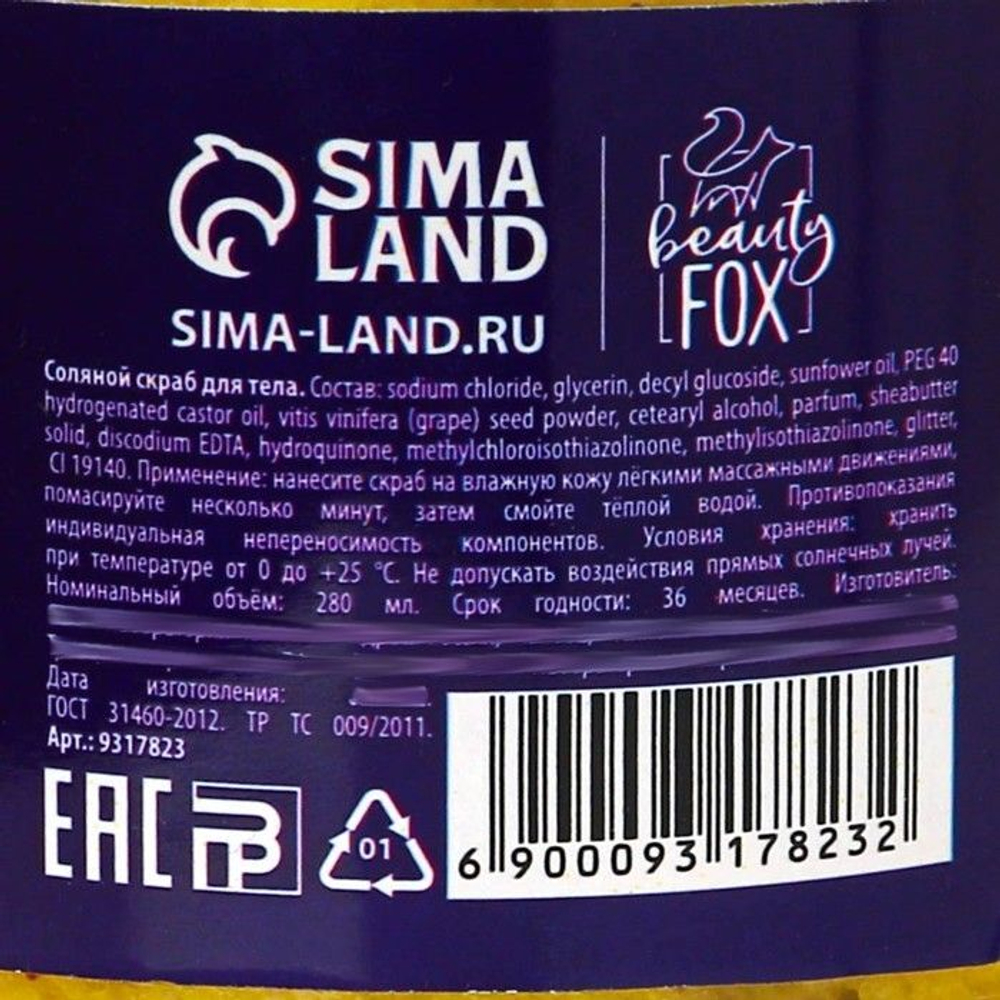 SIMA
LAND
SIMA-LAND.RU
beauty
FOX
Соляной скраб для тела. Состав: sodium chloride, glycerin, decyl glucoside, sunfower oil, PEG 40
hydrogenated castor oil, vitis vinifera (grape) seed powder, cetearyl alcohol, parfum, sheabutter
solid, discodium EDTA, hydroquinone, methylchloroisothiazolinone, methylisothiazolinone, glitter,
CI 19140. Применение: нанесите скраб на влажную кожу лёгкими массажными движениями,
помасируйте несколько минут, затем смойте тёплой водой. Противопоказания
индивидуальная непереносимость компонентов. Условия хранения: хранить
при температуре от 0 до +25 °C. Не допускать воздействия прямых солнечных лучей.
Номинальный объём: 280 мл. Срок годности: 36 месяцев. Изготовитель:
Дата изготовления:
ГОСТ 31460-2012. ТР ТС 009/2011.
Арт.: 9317823
EAC
01
6 900093 178232